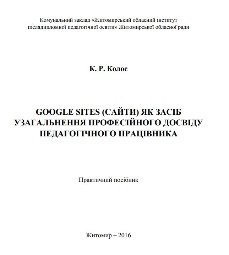 Комунальний заклад «Житомирський обласний інститут
післядипломної педагогічної освіти» Житомирської обласної ради
К. Р. Колос
GOOGLE SITES (САЙТИ) ЯК ЗАСІБ
УЗАГАЛЬНЕННЯ ПРОФЕСІЙНОГО ДОСВІДУ
ПЕДАГОГІЧНОГО ПРАЦІВНИКА
Практичний посібник
Житомир – 2016